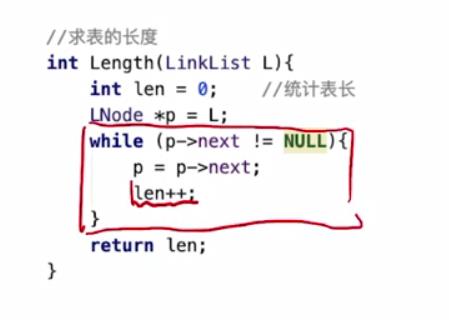 //求表的长度
int Length(LinkList L){
    int len = 0;    //统计表长
    LNode *p = L;
    while (p->next != NULL){
        p = p->next;
        len++;
    }
    return len;
}